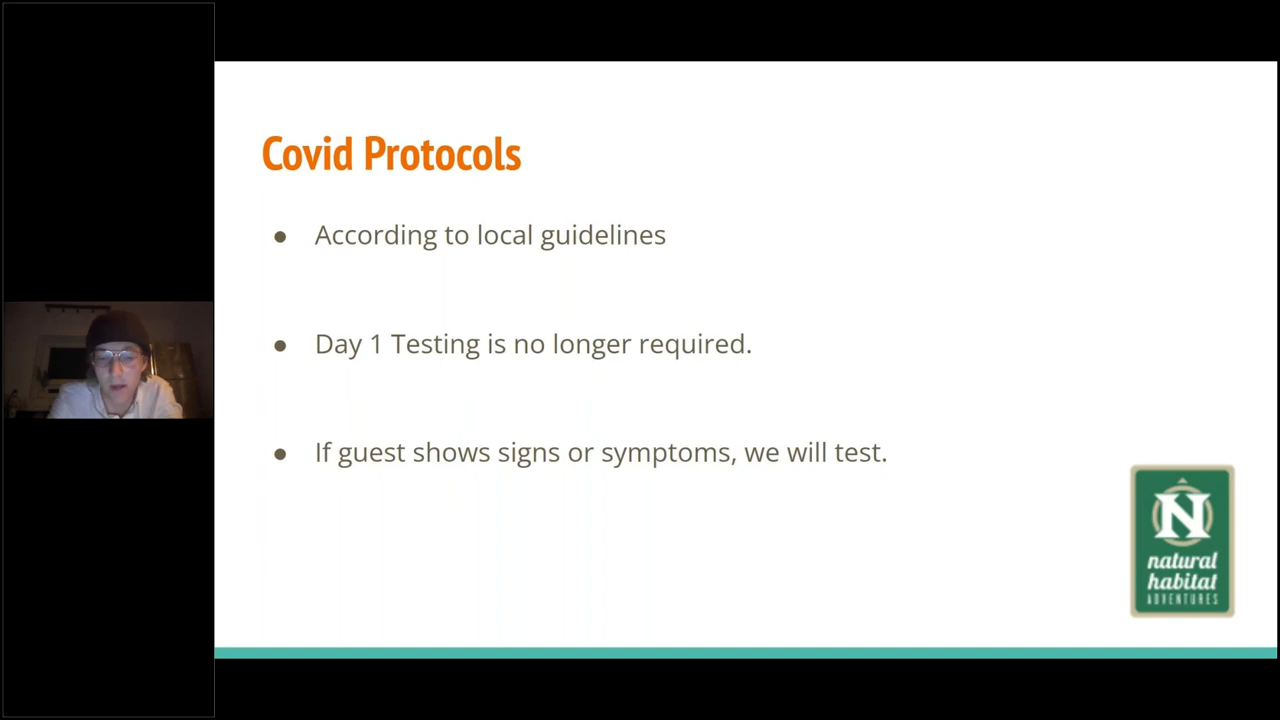 Covid Protocols
● According to local guidelines
● Day 1 Testing is no longer required.
● If guest shows signs or symptoms, we will test.
N
natural
habitat
ADVENTURES